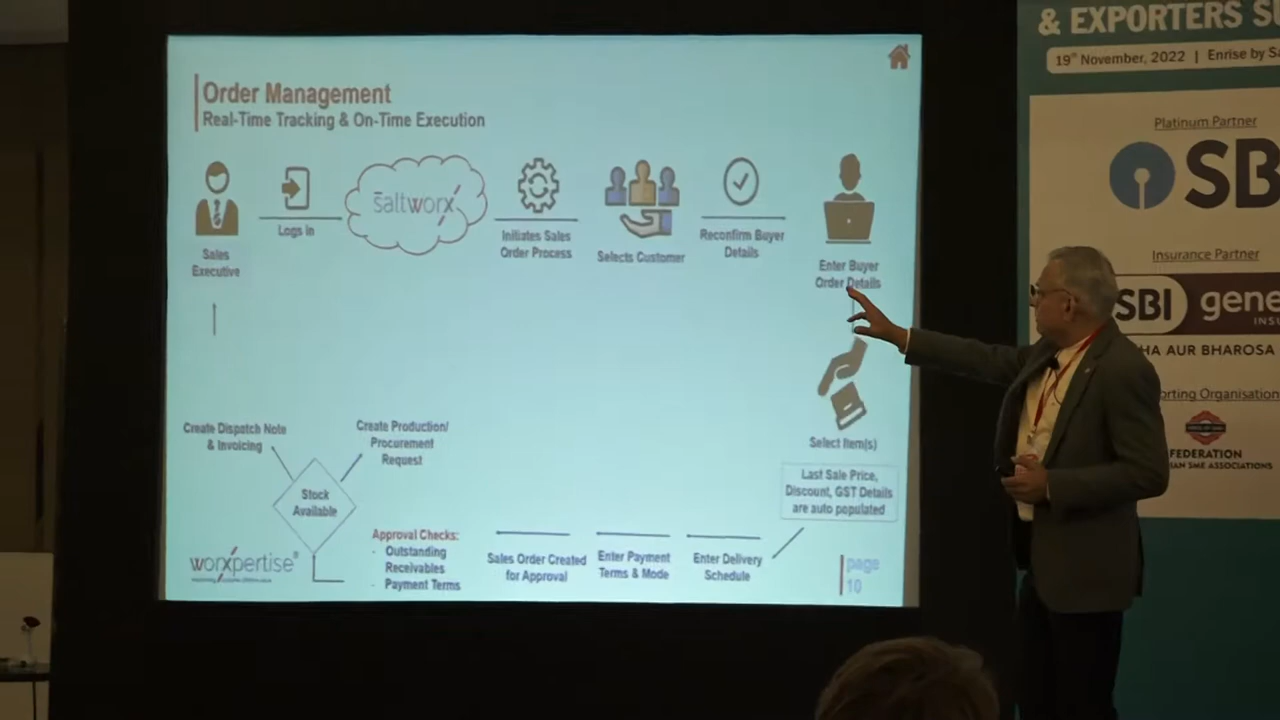 Order Management
Real-Time Tracking & On-Time Execution
Sales
Executive
Logs in
saltworx
Initiates Sales
Order Process
Selects Customer
Reconfirm Buyer
Details
Enter Buyer
Order Details
Select Item(s)
Last Sale Price,
Discount, GST Details
are auto populated
Enter Delivery
Schedule
Enter Payment
Terms & Mode
Sales Order Created
for Approval
Approval Checks:
- Outstanding
Receivables
- Payment Terms
Stock
Available
Create Dispatch Note
& Invoicing
Create Production/
Procurement
Request
worxpertise®
page
10
& EXPORTERS SU
19th November, 2022 | Enrise by Sa
Platinum Partner
SB
Insurance Partner
SBI gene
INS
HA AUR BHAROSA
orting Organisation
FEDERATION
IAN SME ASSOCIATIONS